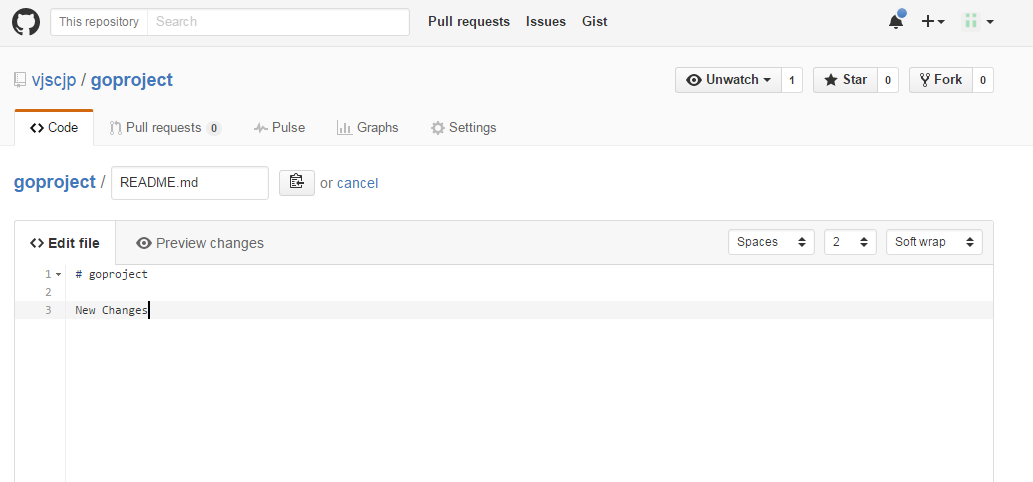 This repository Search Pull requests Issues Gist
vjscjp / goproject Unwatch 1 Star 0 Fork 0
Code Pull requests 0 Pulse Graphs Settings
goproject / README.md or cancel
Edit file Preview changes Spaces 2 Soft wrap
1 # goproject
2
3 New Changes